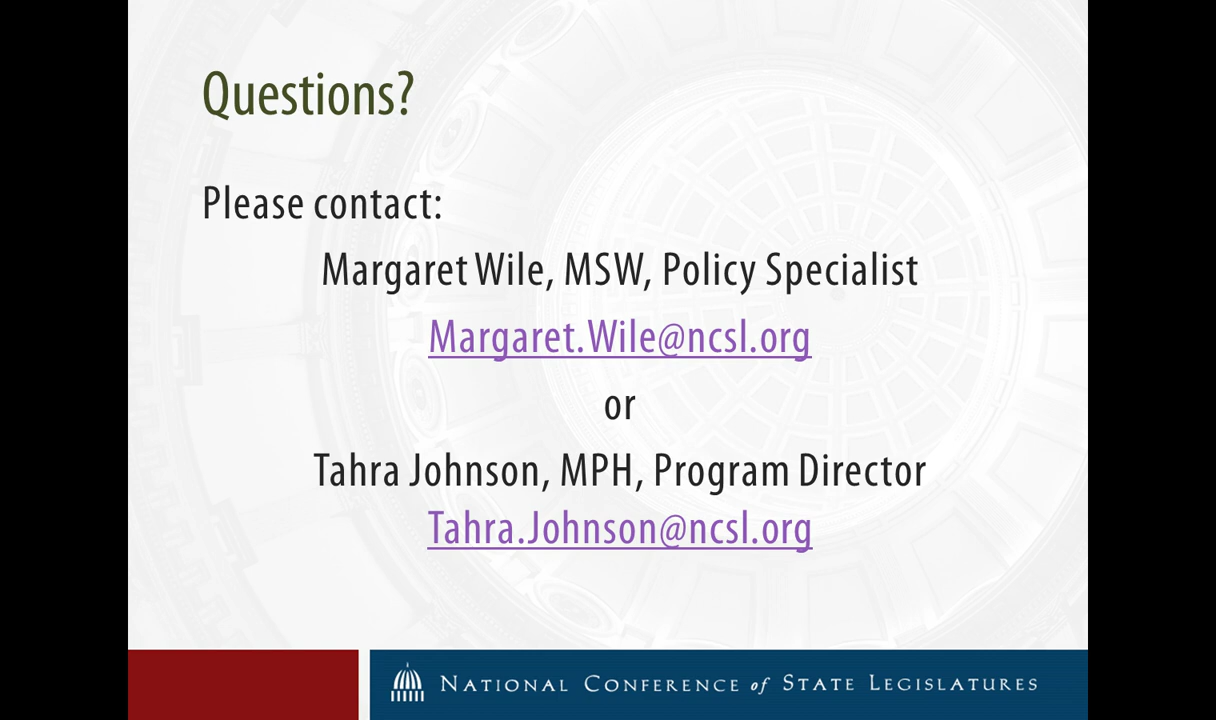 Questions?
Please contact:
Margaret Wile, MSW, Policy Specialist
Margaret.Wile@ncsl.org
or
Tahra Johnson, MPH, Program Director
Tahra.Johnson@ncsl.org
NATIONAL CONFERENCE of STATE LEGISLATURES